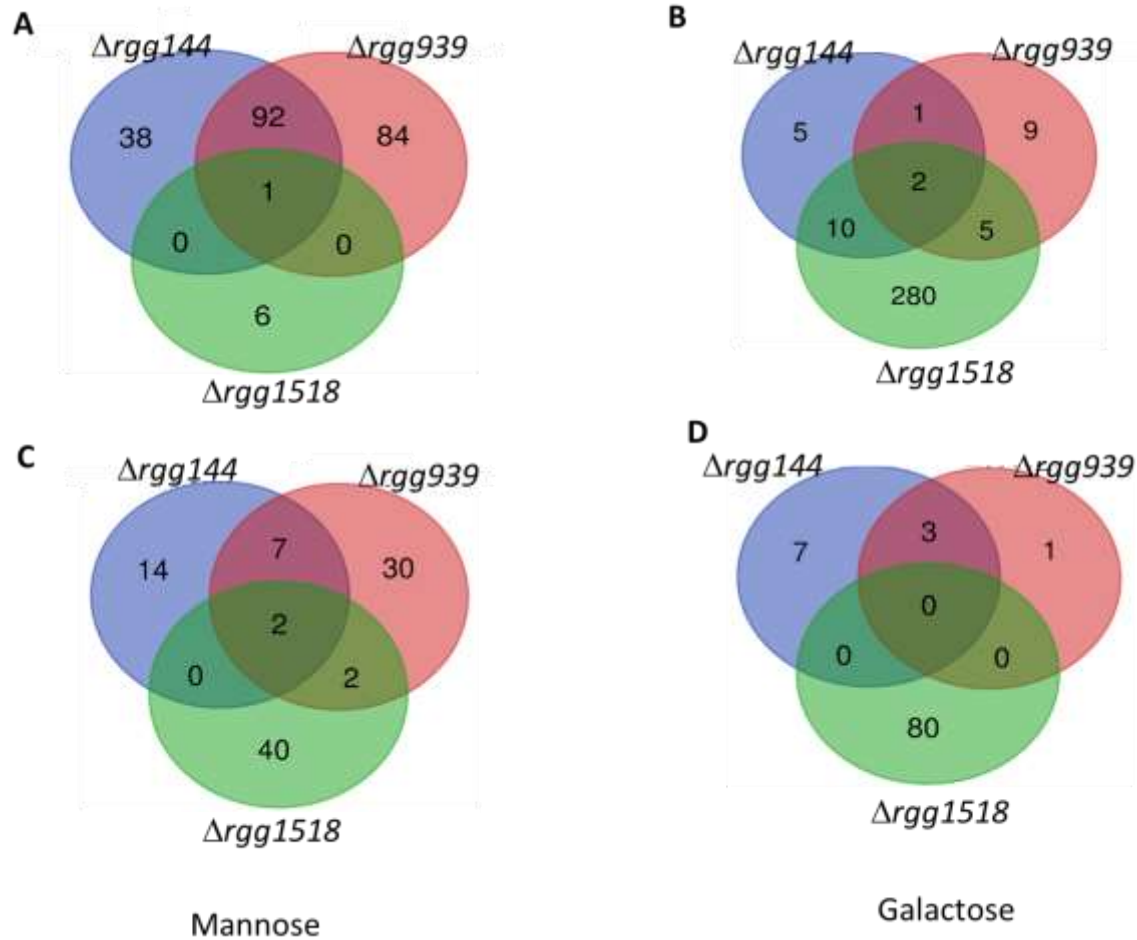 A
Δrgg144 Δrgg939
38 92 84
1
0 0
6
Δrgg1518
B
Δrgg144 Δrgg939
5 1 9
2
10 5
280
Δrgg1518
C
Δrgg144 Δrgg939
14 7 30
2
0 2
40
Δrgg1518
D
Δrgg144 Δrgg939
7 3 1
0
0 0
80
Δrgg1518
Mannose
Galactose